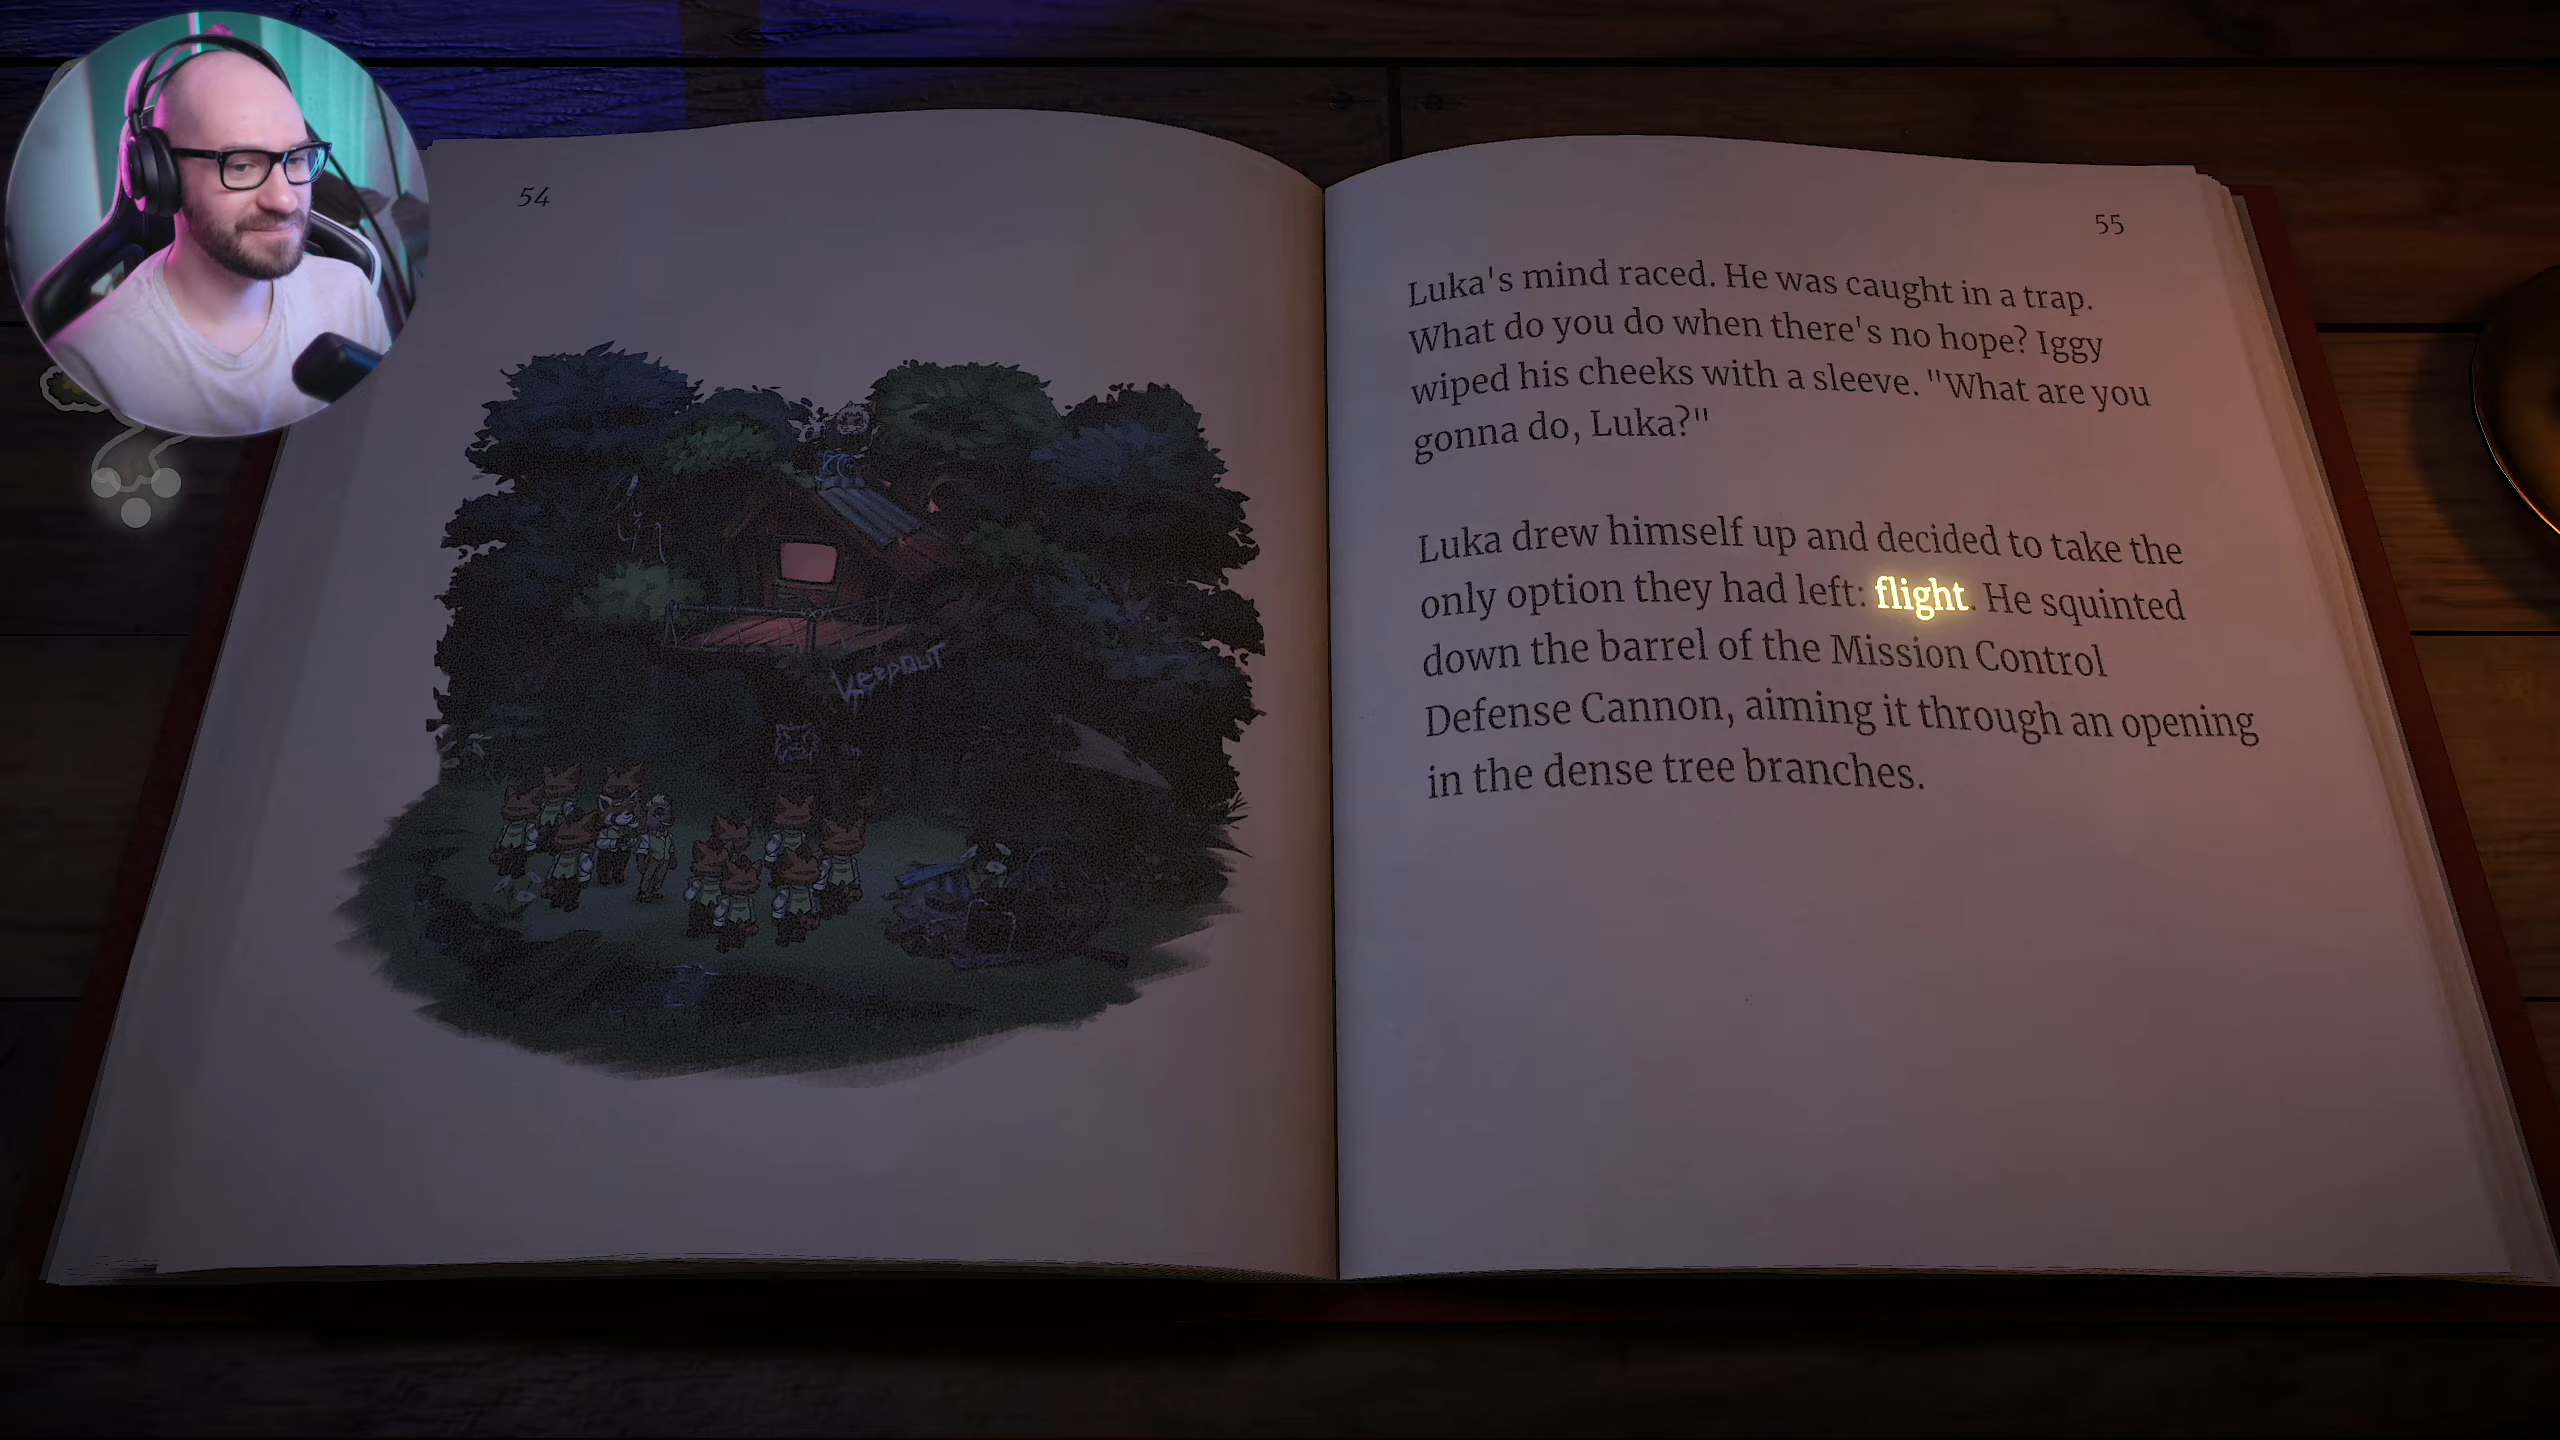 54
KEEPOUT
55
Luka's mind raced. He was caught in a trap.
What do you do when there's no hope? Iggy
wiped his cheeks with a sleeve. "What are you
gonna do, Luka?"
Luka drew himself up and decided to take the
only option they had left: flight. He squinted
down the barrel of the Mission Control
Defense Cannon, aiming it through an opening
in the dense tree branches.